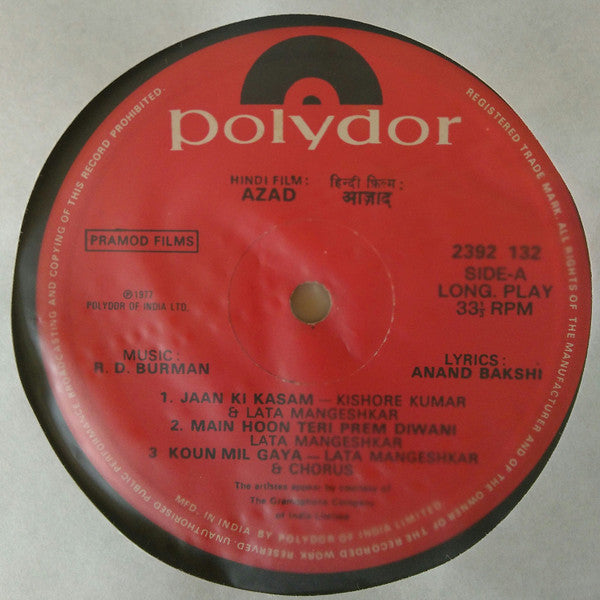 polydor
HINDI FILM : हिन्दी फ़िल्म :
AZAD आज़ाद
PRAMOD FILMS
2392 132
SIDE-A
LONG. PLAY
33⅓ RPM
℗1977
POLYDOR OF INDIA LTD.
MUSIC :
R. D. BURMAN
LYRICS :
ANAND BAKSHI
1. JAAN KI KASAM — KISHORE KUMAR
& LATA MANGESHKAR
2. MAIN HOON TERI PREM DIWANI
LATA MANGESHKAR
3 KOUN MIL GAYA — LATA MANGESHKAR
& CHORUS
The artistes appear by courtesy of
The Gramophone Company
of India Limited
MFD. IN INDIA BY POLYDOR OF INDIA LIMITED.
REGISTERED TRADE MARK. ALL RIGHTS OF THE MANUFACTURER AND OF THE OWNER OF THE RECORDED WORK RESERVED. UNAUTHORISED PUBLIC PERFORMANCE BROADCASTING AND COPYING OF THIS RECORD PROHIBITED.